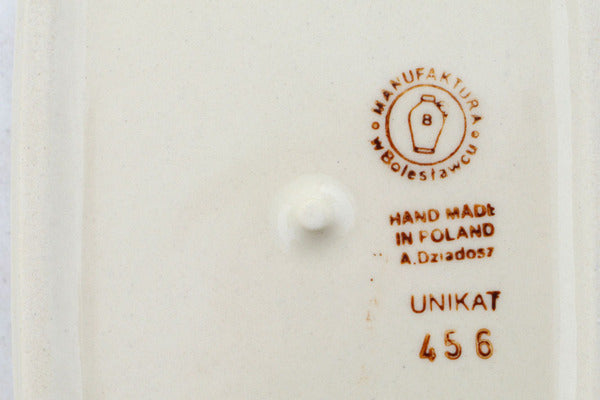 MANUFAKTURA
w Bolesławcu
8
HAND MADE
IN POLAND
A.Dziadosz
UNIKAT
456